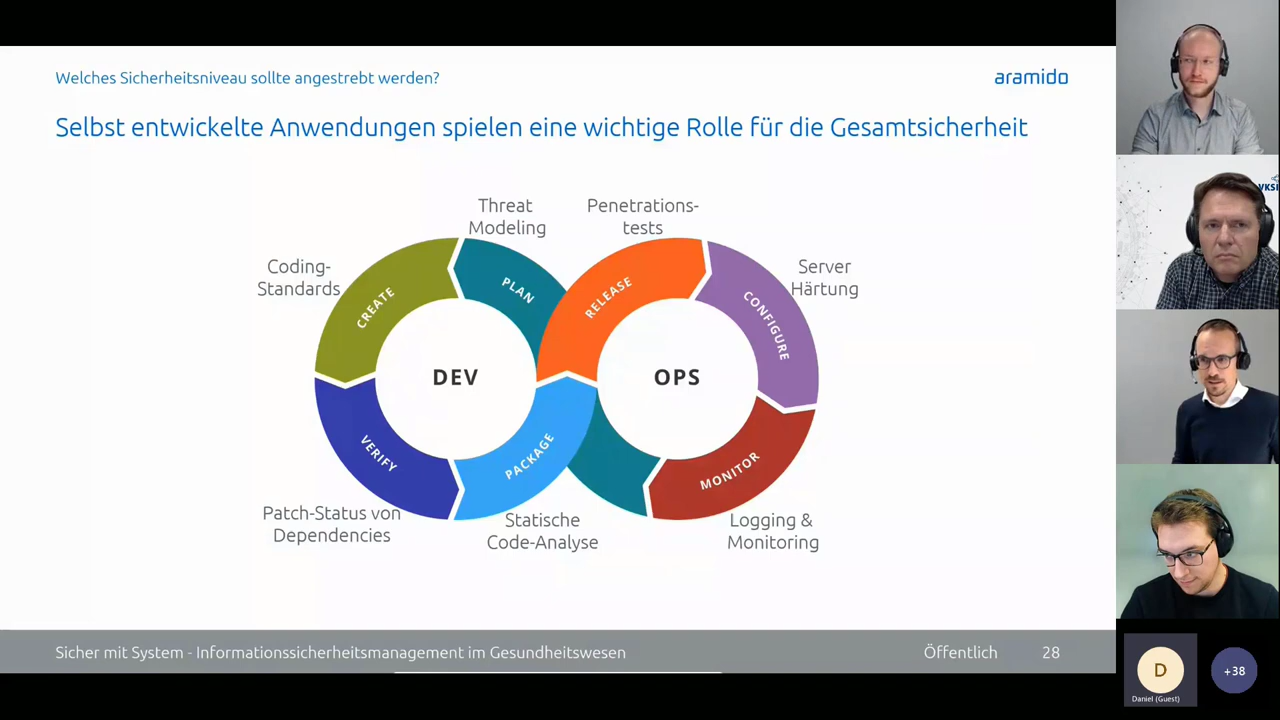 Welches Sicherheitsniveau sollte angestrebt werden?
aramido
Selbst entwickelte Anwendungen spielen eine wichtige Rolle für die Gesamtsicherheit
Threat
Modeling
Penetrations-
tests
Coding-
Standards
Server
Härtung
CREATE
PLAN
RELEASE
CONFIGURE
DEV
OPS
VERIFY
PACKAGE
MONITOR
Patch-Status von
Dependencies
Statische
Code-Analyse
Logging &
Monitoring
Sicher mit System - Informationssicherheitsmanagement im Gesundheitswesen
Öffentlich
28
D
Daniel (Guest)
+38